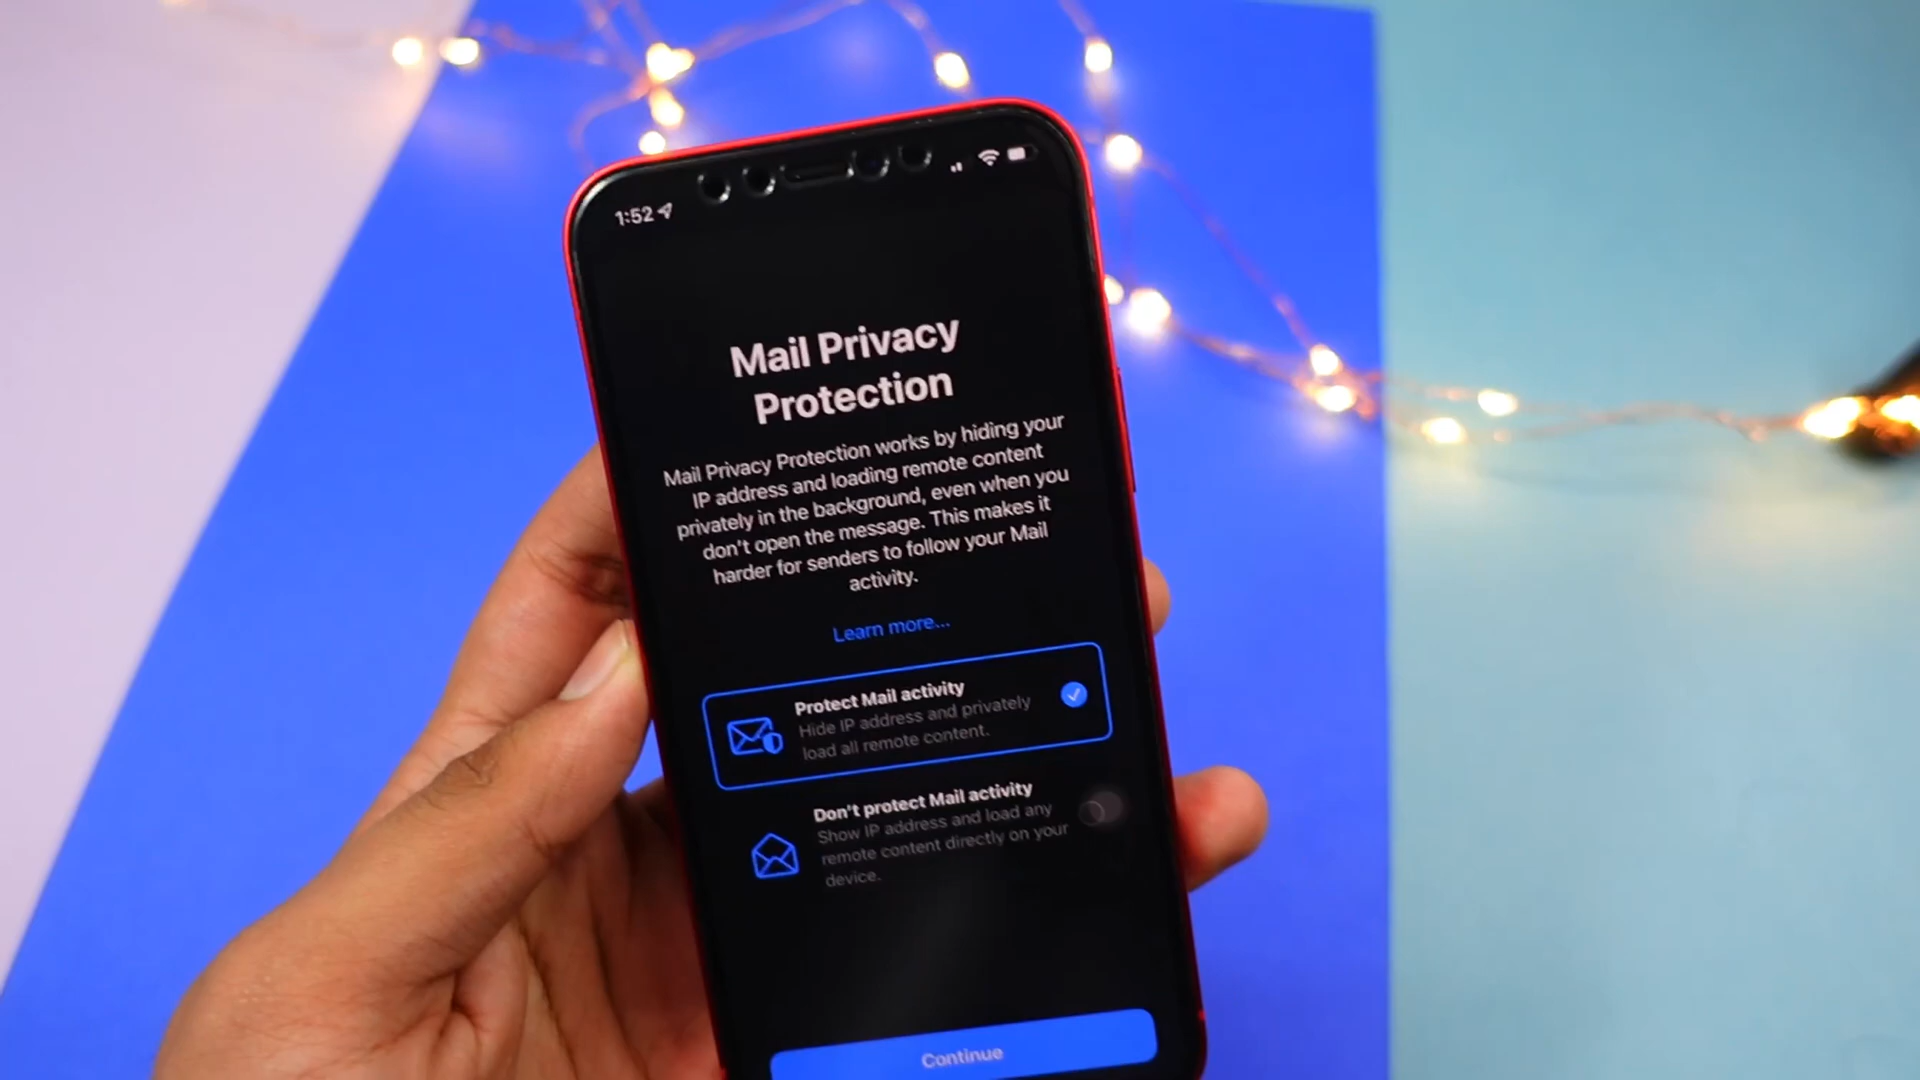 1:52
Mail Privacy
Protection
Mail Privacy Protection works by hiding your
IP address and loading remote content
privately in the background, even when you
don't open the message. This makes it
harder for senders to follow your Mail
activity.
Learn more...
Protect Mail activity
Hide IP address and privately
load all remote content.
Don't protect Mail activity
Show IP address and load any
remote content directly on your
device.
Continue